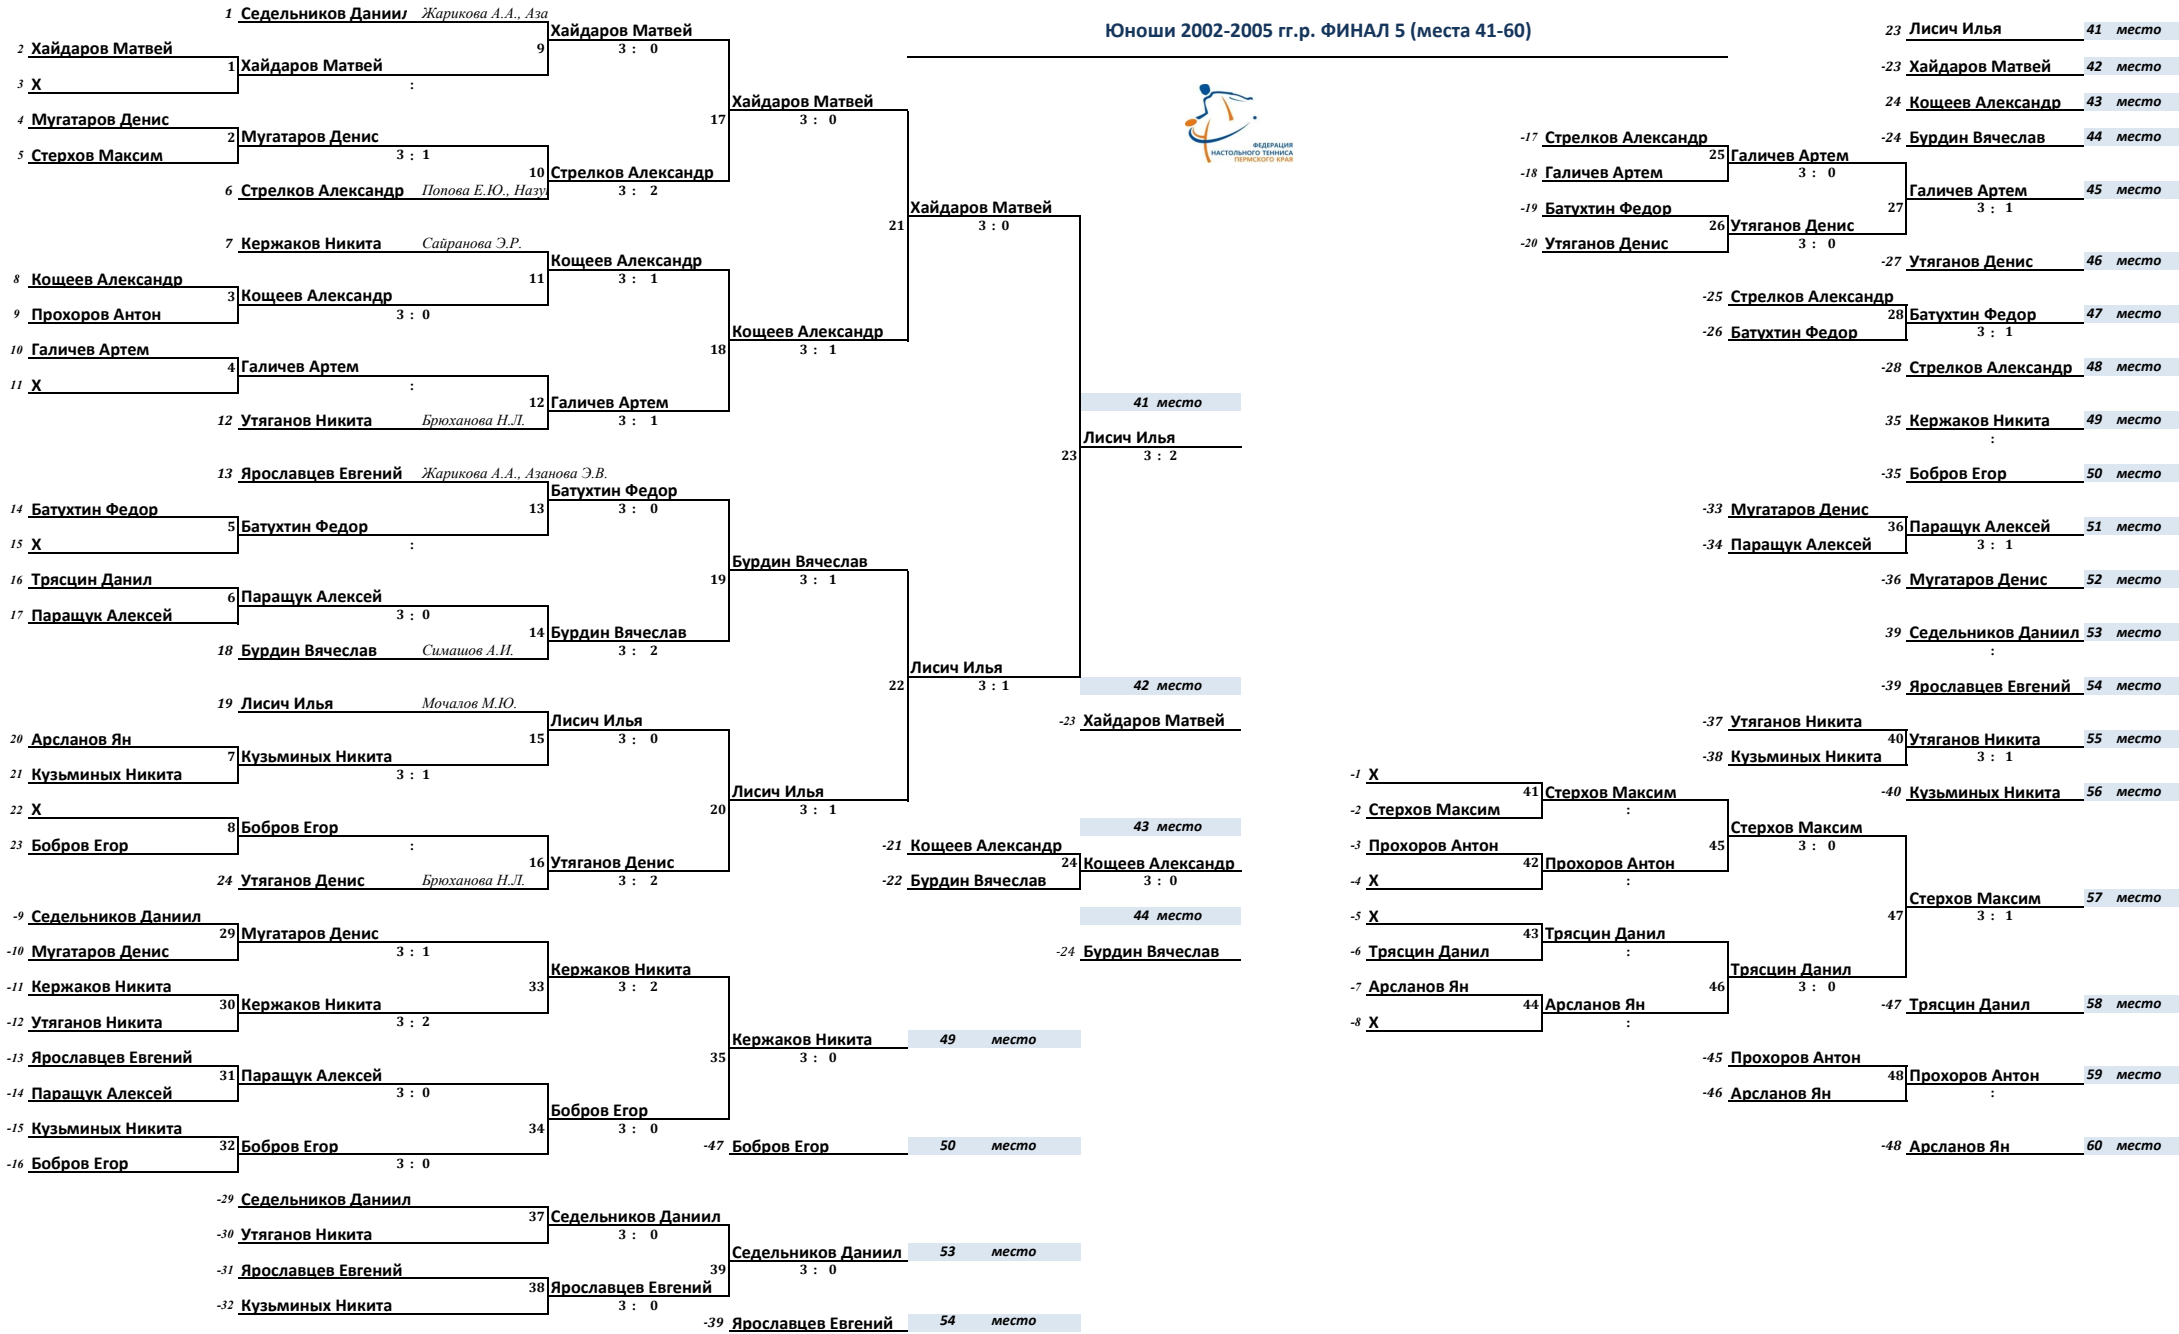 Юноши 2002-2005 гг.р. ФИНАЛ 5 (места 41-60)
ФЕДЕРАЦИЯ
НАСТОЛЬНОГО ТЕННИСА
ПЕРМСКОГО КРАЯ
1 Седельников Даниил Жарикова А.А., Аза
2 Хайдаров Матвей
3 Х
1 Хайдаров Матвей
:
9 Хайдаров Матвей
3 : 0
4 Мугатаров Денис
5 Стерхов Максим
2 Мугатаров Денис
3 : 1
6 Стрелков Александр Попова Е.Ю., Назу
10 Стрелков Александр
3 : 2
17 Хайдаров Матвей
3 : 0
7 Кержаков Никита Сайранова Э.Р.
8 Кощеев Александр
9 Прохоров Антон
3 Кощеев Александр
3 : 0
11 Кощеев Александр
3 : 1
10 Галичев Артем
11 Х
4 Галичев Артем
:
12 Утяганов Никита Брюханова Н.Л.
12 Галичев Артем
3 : 1
18 Кощеев Александр
3 : 1
21 Хайдаров Матвей
3 : 0
13 Ярославцев Евгений Жарикова А.А., Азанова Э.В.
14 Батухтин Федор
15 Х
5 Батухтин Федор
:
13 Батухтин Федор
3 : 0
16 Трясцин Данил
17 Паращук Алексей
6 Паращук Алексей
3 : 0
18 Бурдин Вячеслав Симашов А.И.
14 Бурдин Вячеслав
3 : 2
19 Бурдин Вячеслав
3 : 1
19 Лисич Илья Мочалов М.Ю.
20 Арсланов Ян
21 Кузьминых Никита
7 Кузьминых Никита
3 : 1
15 Лисич Илья
3 : 0
22 Х
23 Бобров Егор
8 Бобров Егор
:
24 Утяганов Денис Брюханова Н.Л.
16 Утяганов Денис
3 : 2
20 Лисич Илья
3 : 1
22 Лисич Илья
3 : 1
41 место
23 Лисич Илья
3 : 2
42 место
-23 Хайдаров Матвей
43 место
-21 Кощеев Александр
-22 Бурдин Вячеслав
24 Кощеев Александр
3 : 0
44 место
-24 Бурдин Вячеслав
-9 Седельников Даниил
-10 Мугатаров Денис
29 Мугатаров Денис
3 : 1
-11 Кержаков Никита
-12 Утяганов Никита
30 Кержаков Никита
3 : 2
33 Кержаков Никита
3 : 2
-13 Ярославцев Евгений
-14 Паращук Алексей
31 Паращук Алексей
3 : 0
-15 Кузьминых Никита
-16 Бобров Егор
32 Бобров Егор
3 : 0
34 Бобров Егор
3 : 0
35 Кержаков Никита 49 место
3 : 0
-47 Бобров Егор 50 место
-29 Седельников Даниил
-30 Утяганов Никита
37 Седельников Даниил
3 : 0
-31 Ярославцев Евгений
-32 Кузьминых Никита
38 Ярославцев Евгений
3 : 0
39 Седельников Даниил 53 место
3 : 0
-39 Ярославцев Евгений 54 место
23 Лисич Илья 41 место
-23 Хайдаров Матвей 42 место
24 Кощеев Александр 43 место
-24 Бурдин Вячеслав 44 место
-17 Стрелков Александр
-18 Галичев Артем
25 Галичев Артем
3 : 0
-19 Батухтин Федор
-20 Утяганов Денис
26 Утяганов Денис
3 : 0
27 Галичев Артем 45 место
3 : 1
-27 Утяганов Денис 46 место
-25 Стрелков Александр
-26 Батухтин Федор
28 Батухтин Федор 47 место
3 : 1
-28 Стрелков Александр 48 место
35 Кержаков Никита 49 место
:
-35 Бобров Егор 50 место
-33 Мугатаров Денис
-34 Паращук Алексей
36 Паращук Алексей 51 место
3 : 1
-36 Мугатаров Денис 52 место
39 Седельников Даниил 53 место
:
-39 Ярославцев Евгений 54 место
-37 Утяганов Никита
-38 Кузьминых Никита
40 Утяганов Никита 55 место
3 : 1
-40 Кузьминых Никита 56 место
-1 Х
-2 Стерхов Максим
41 Стерхов Максим
:
-3 Прохоров Антон
-4 Х
42 Прохоров Антон
:
45 Стерхов Максим
3 : 0
-5 Х
-6 Трясцин Данил
43 Трясцин Данил
:
-7 Арсланов Ян
-8 Х
44 Арсланов Ян
:
46 Трясцин Данил
3 : 0
47 Стерхов Максим 57 место
3 : 1
-47 Трясцин Данил 58 место
-45 Прохоров Антон
-46 Арсланов Ян
48 Прохоров Антон 59 место
:
-48 Арсланов Ян 60 место